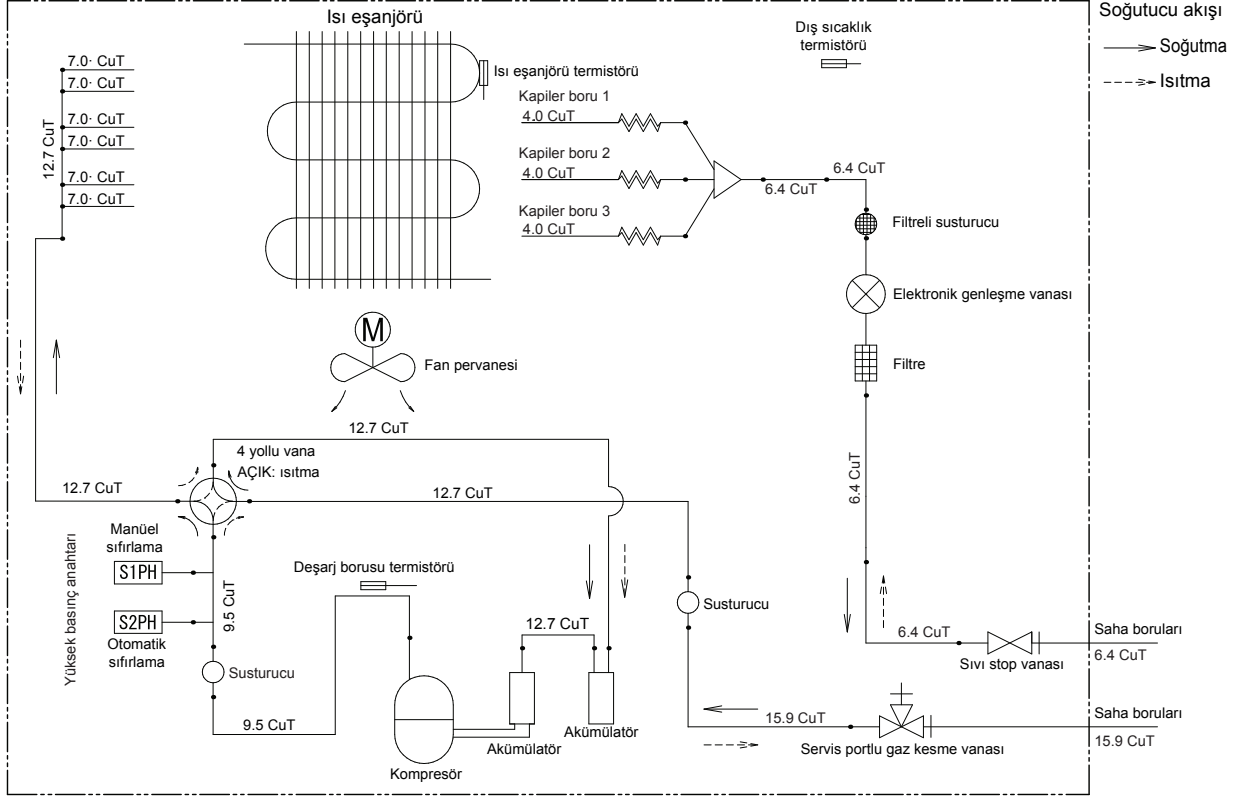 Isı eşanjörü
Soğutucu akışı
Soğutma
Isıtma
Dış sıcaklık
termistörü
7.0· CuT
7.0· CuT
7.0· CuT
7.0· CuT
7.0· CuT
7.0· CuT
12.7 CuT
Isı eşanjörü termistörü
Kapiler boru 1
4.0 CuT
Kapiler boru 2
4.0 CuT
Kapiler boru 3
4.0 CuT
6.4 CuT
6.4 CuT
Filtreli susturucu
Elektronik genleşme vanası
Filtre
M
Fan pervanesi
12.7 CuT
4 yollu vana
AÇIK: ısıtma
12.7 CuT
12.7 CuT
6.4 CuT
Yüksek basınç anahtarı
Manüel
sıfırlama
S1PH
S2PH
Otomatik
sıfırlama
9.5 CuT
Deşarj borusu termistörü
Susturucu
12.7 CuT
Susturucu
9.5 CuT
Kompresör
Akümülatör
Akümülatör
6.4 CuT
Sıvı stop vanası
Saha boruları
6.4 CuT
15.9 CuT
Servis portlu gaz kesme vanası
Saha boruları
15.9 CuT